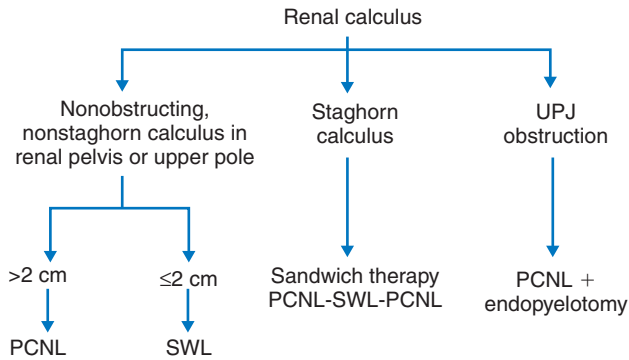 Renal calculus
Nonobstructing,
nonstaghorn calculus in
renal pelvis or upper pole
Staghorn
calculus
UPJ
obstruction
>2 cm
≤2 cm
PCNL
SWL
Sandwich therapy
PCNL-SWL-PCNL
PCNL +
endopyelotomy